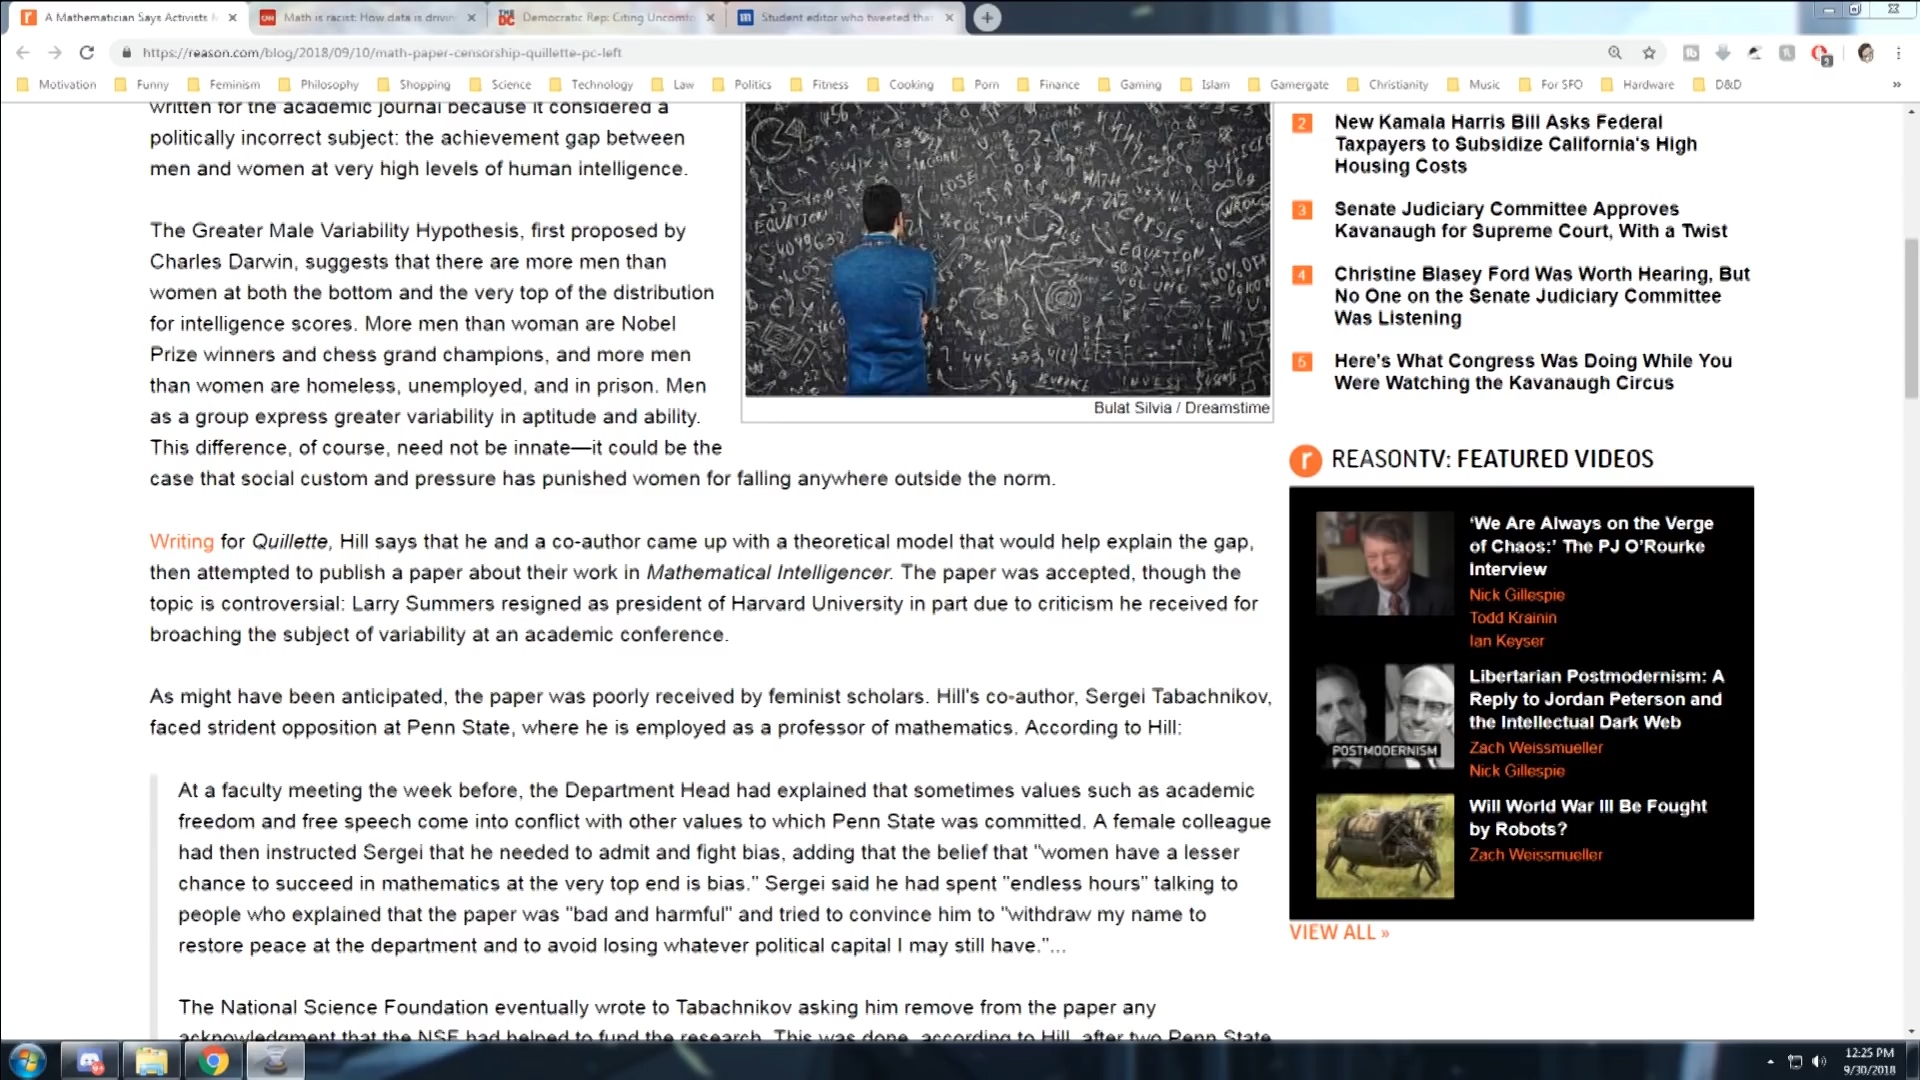 A Mathematician Says Activists
Math is racist: How data is drivin
Democratic Rep: Citing Uncomfo
Student editor who tweeted that
https://reason.com/blog/2018/09/10/math-paper-censorship-quillette-pc-left
Motivation Funny Feminism Philosophy Shopping Science Technology Law Politics Fitness Cooking Porn Finance Gaming Islam Gamergate Christianity Music For SFO Hardware D&D »
written for the academic journal because it considered a
politically incorrect subject: the achievement gap between
men and women at very high levels of human intelligence.
The Greater Male Variability Hypothesis, first proposed by
Charles Darwin, suggests that there are more men than
women at both the bottom and the very top of the distribution
for intelligence scores. More men than woman are Nobel
Prize winners and chess grand champions, and more men
than women are homeless, unemployed, and in prison. Men
as a group express greater variability in aptitude and ability.
This difference, of course, need not be innate—it could be the
case that social custom and pressure has punished women for falling anywhere outside the norm.
Bulat Silvia / Dreamstime
Writing for Quillette, Hill says that he and a co-author came up with a theoretical model that would help explain the gap,
then attempted to publish a paper about their work in Mathematical Intelligencer. The paper was accepted, though the
topic is controversial: Larry Summers resigned as president of Harvard University in part due to criticism he received for
broaching the subject of variability at an academic conference.
As might have been anticipated, the paper was poorly received by feminist scholars. Hill's co-author, Sergei Tabachnikov,
faced strident opposition at Penn State, where he is employed as a professor of mathematics. According to Hill:
At a faculty meeting the week before, the Department Head had explained that sometimes values such as academic
freedom and free speech come into conflict with other values to which Penn State was committed. A female colleague
had then instructed Sergei that he needed to admit and fight bias, adding that the belief that "women have a lesser
chance to succeed in mathematics at the very top end is bias." Sergei said he had spent "endless hours" talking to
people who explained that the paper was "bad and harmful" and tried to convince him to "withdraw my name to
restore peace at the department and to avoid losing whatever political capital I may still have."...
The National Science Foundation eventually wrote to Tabachnikov asking him remove from the paper any
acknowledgment that the NSF had helped to fund the research. This was done, according to Hill, after two Penn State
2 New Kamala Harris Bill Asks Federal
Taxpayers to Subsidize California's High
Housing Costs
3 Senate Judiciary Committee Approves
Kavanaugh for Supreme Court, With a Twist
4 Christine Blasey Ford Was Worth Hearing, But
No One on the Senate Judiciary Committee
Was Listening
5 Here's What Congress Was Doing While You
Were Watching the Kavanaugh Circus
r REASONTV: FEATURED VIDEOS
‘We Are Always on the Verge
of Chaos:’ The PJ O’Rourke
Interview
Nick Gillespie
Todd Krainin
Ian Keyser
POSTMODERNISM
Libertarian Postmodernism: A
Reply to Jordan Peterson and
the Intellectual Dark Web
Zach Weissmueller
Nick Gillespie
Will World War III Be Fought
by Robots?
Zach Weissmueller
VIEW ALL »
12:25 PM
9/30/2018